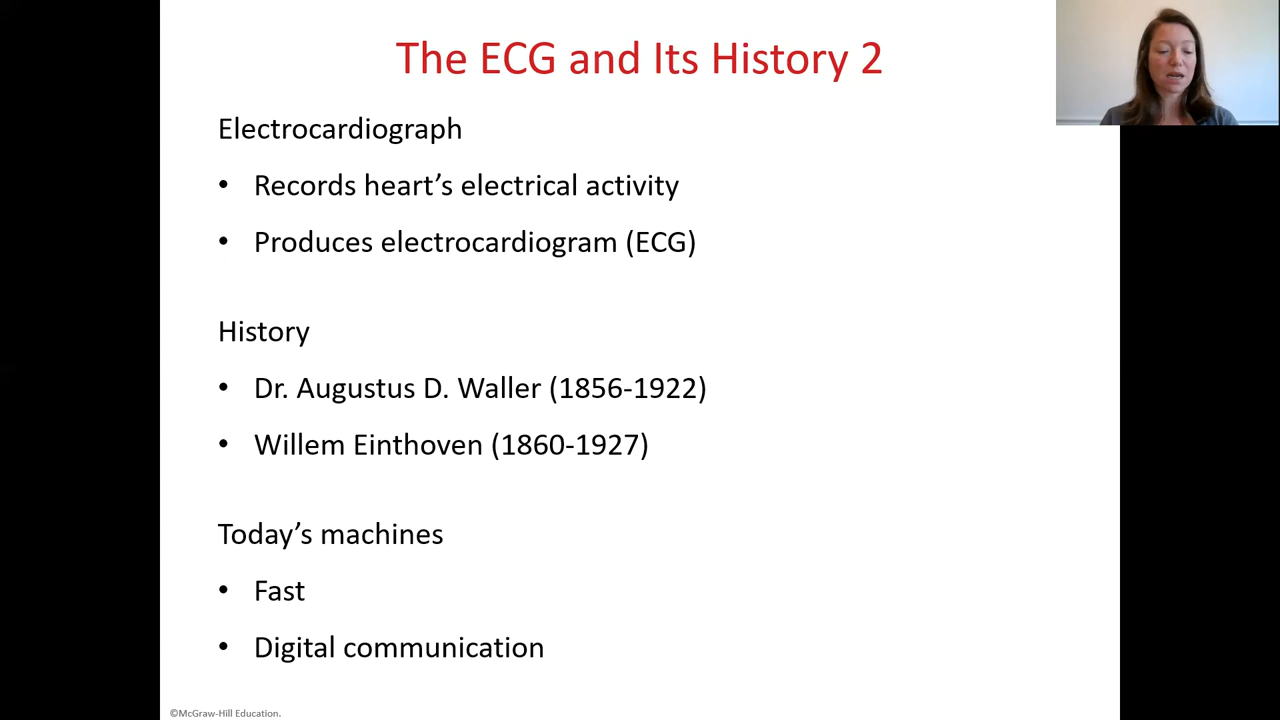 The ECG and Its History 2
Electrocardiograph
• Records heart’s electrical activity
• Produces electrocardiogram (ECG)
History
• Dr. Augustus D. Waller (1856-1922)
• Willem Einthoven (1860-1927)
Today’s machines
• Fast
• Digital communication
©McGraw-Hill Education.